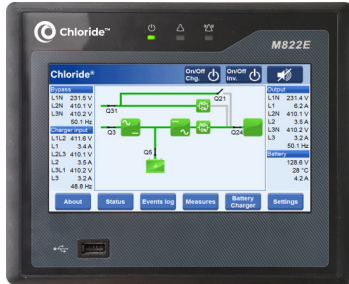 Chloride™
M822E
Chloride®
On/Off Chg.
On/Off Inv.
Bypass
L1N 231.5 V
L2N 410.1 V
L3N 410.2 V
50.1 Hz
Charger input
L1L2 411.6 V
L1 3.4 A
L2L3 410.1 V
L2 3.5 A
L3L1 410.2 V
L3 3.2 A
48.8 Hz
Q31
Q21
Q3
Q24
Q5
Output
L1N 231.4 V
L1 6.2 A
L2N 410.2 V
L2 3.5 A
L3N 410.2 V
L3 3.2 A
50.1 Hz
Battery
128.6 V
28 °C
4.2 A
About
Status
Events log
Measures
Battery Charger
Settings